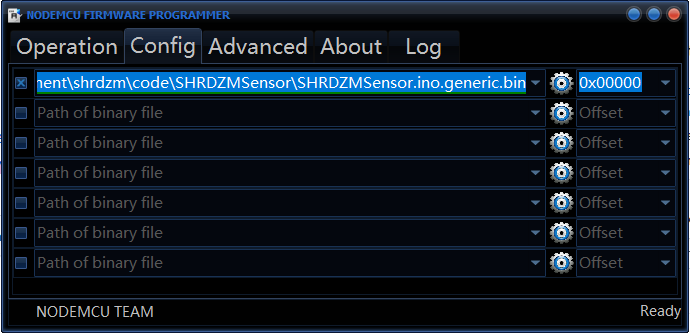 NODEMCU FIRMWARE PROGRAMMER
Operation Config Advanced About Log
nent\shrdzm\code\SHRDZMSensor\SHRDZMSensor.ino.generic.bin 0x00000
Path of binary file Offset
Path of binary file Offset
Path of binary file Offset
Path of binary file Offset
Path of binary file Offset
Path of binary file Offset
NODEMCU TEAM Ready